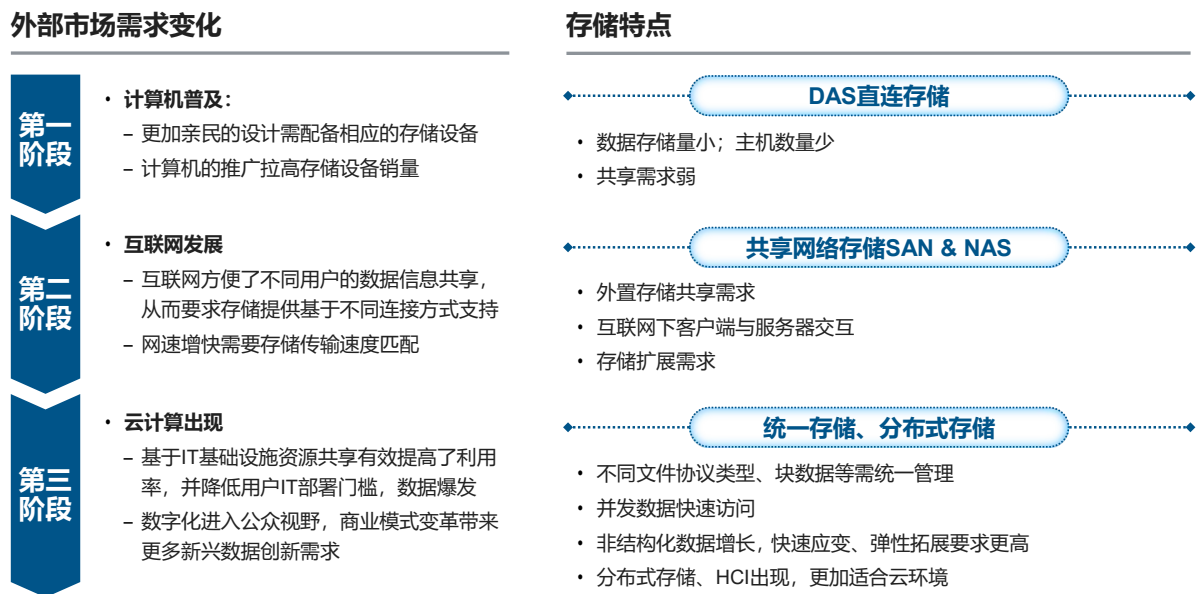 外部市场需求变化
存储特点
第一
阶段
• 计算机普及：
– 更加亲民的设计需配备相应的存储设备
– 计算机的推广拉高存储设备销量
DAS直连存储
• 数据存储量小；主机数量少
• 共享需求弱
第二
阶段
• 互联网发展
– 互联网方便了不同用户的数据信息共享，
从而要求存储提供基于不同连接方式支持
– 网速增快需要存储传输速度匹配
共享网络存储SAN & NAS
• 外置存储共享需求
• 互联网下客户端与服务器交互
• 存储扩展需求
第三
阶段
• 云计算出现
– 基于IT基础设施资源共享有效提高了利用
率，并降低用户IT部署门槛，数据爆发
– 数字化进入公众视野，商业模式变革带来
更多新兴数据创新需求
统一存储、分布式存储
• 不同文件协议类型、块数据等需统一管理
• 并发数据快速访问
• 非结构化数据增长，快速应变、弹性拓展要求更高
• 分布式存储、HCI出现，更加适合云环境